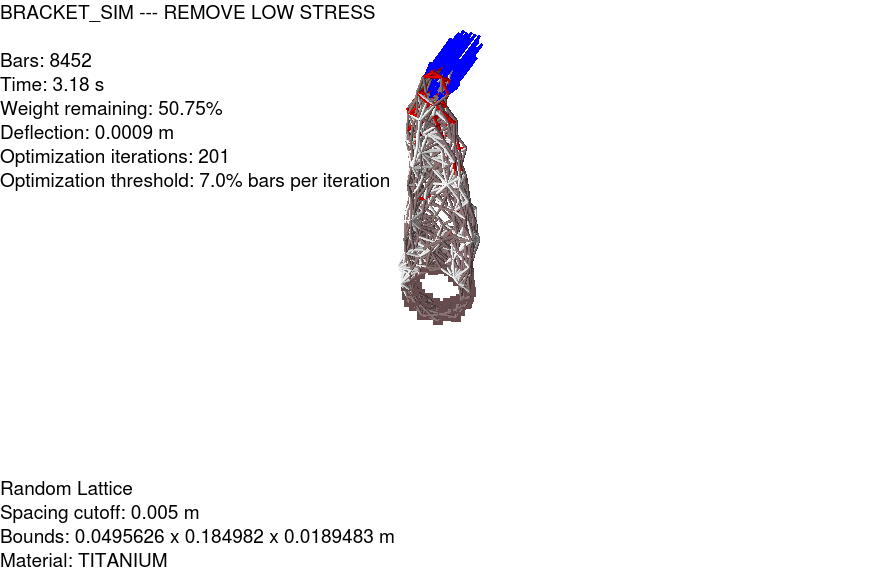 BRACKET_SIM --- REMOVE LOW STRESS
Bars: 8452
Time: 3.18 s
Weight remaining: 50.75%
Deflection: 0.0009 m
Optimization iterations: 201
Optimization threshold: 7.0% bars per iteration
Random Lattice
Spacing cutoff: 0.005 m
Bounds: 0.0495626 x 0.184982 x 0.0189483 m
Material: TITANIUM